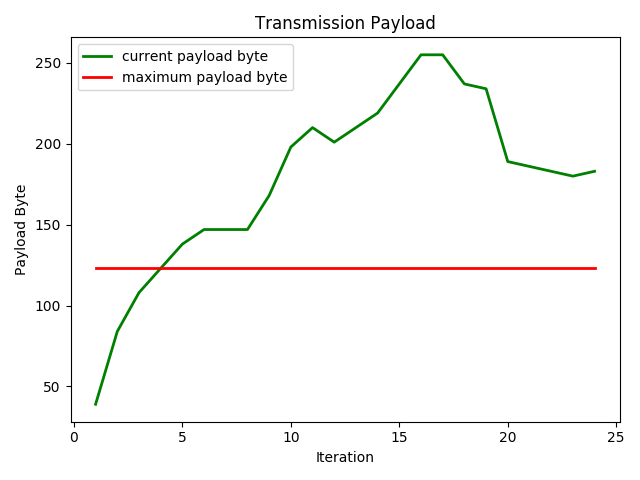 Transmission Payload
current payload byte
maximum payload byte
Payload Byte
250
200
150
100
50
0 5 10 15 20 25
Iteration